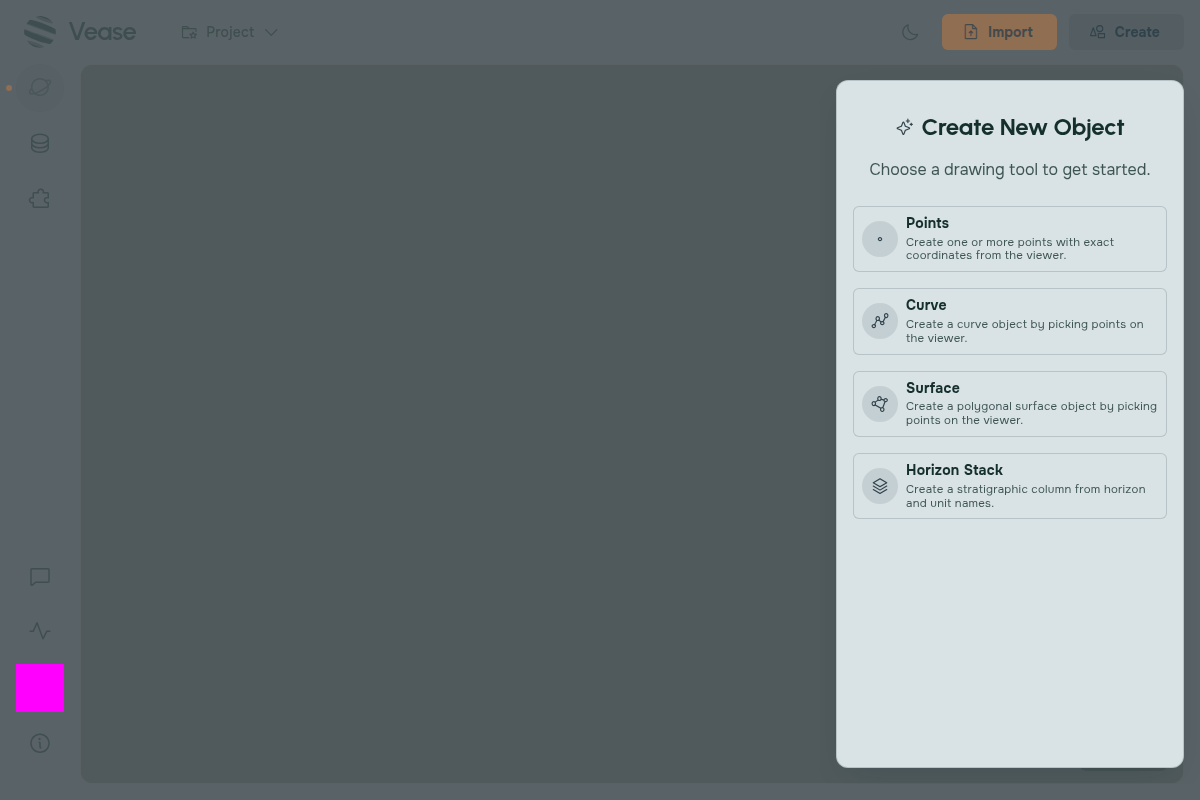 Vease
Project
Import
Create
Create New Object
Choose a drawing tool to get started.
Points
Create one or more points with exact
coordinates from the viewer.
Curve
Create a curve object by picking points on
the viewer.
Surface
Create a polygonal surface object by picking
points on the viewer.
Horizon Stack
Create a stratigraphic column from horizon
and unit names.